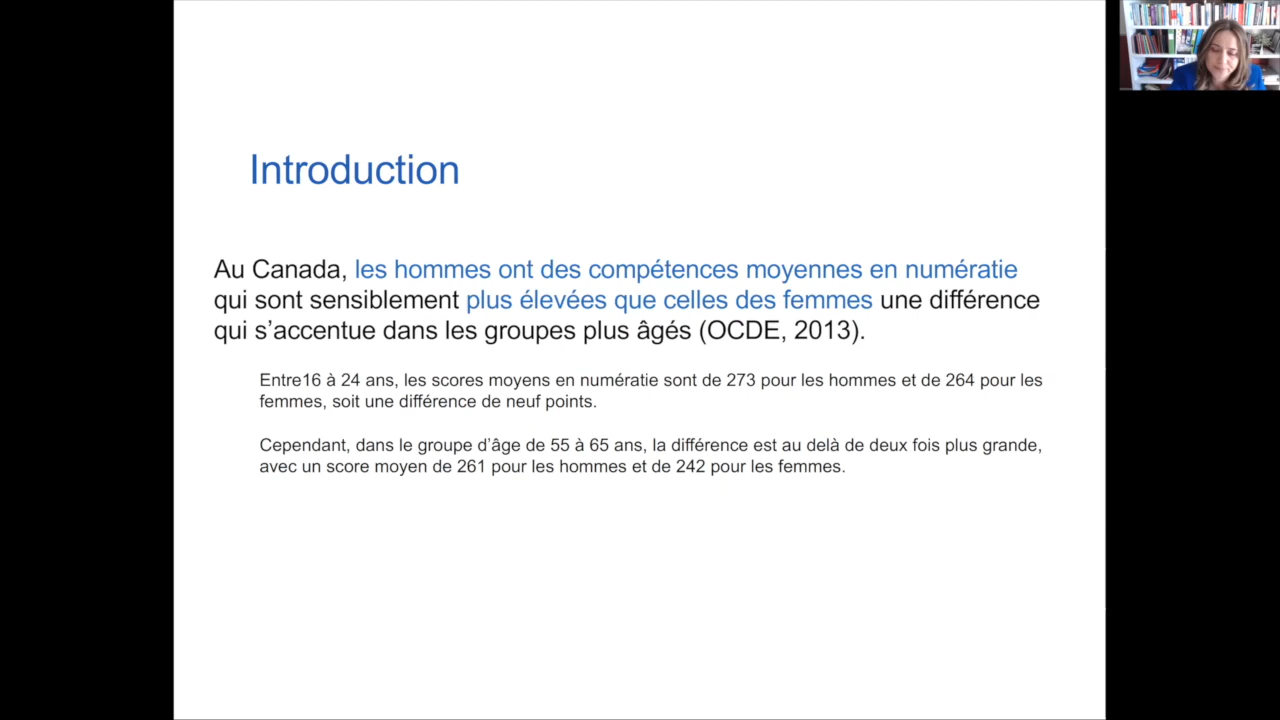 Introduction
Au Canada, les hommes ont des compétences moyennes en numératie
qui sont sensiblement plus élevées que celles des femmes une différence
qui s’accentue dans les groupes plus âgés (OCDE, 2013).
Entre16 à 24 ans, les scores moyens en numératie sont de 273 pour les hommes et de 264 pour les
femmes, soit une différence de neuf points.
Cependant, dans le groupe d’âge de 55 à 65 ans, la différence est au delà de deux fois plus grande,
avec un score moyen de 261 pour les hommes et de 242 pour les femmes.